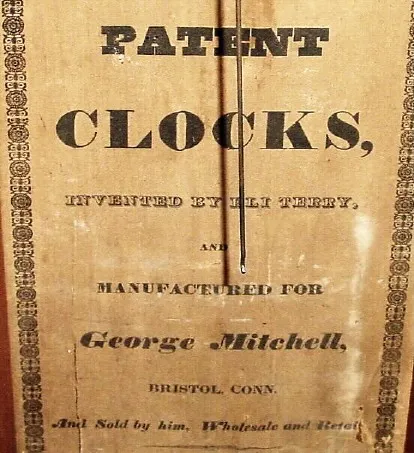 PATENT
CLOCKS,
INVENTED BY ELI TERRY,
AND
MANUFACTURED FOR
George Mitchell,
BRISTOL, CONN.
And Sold by him, Wholesale and Retail